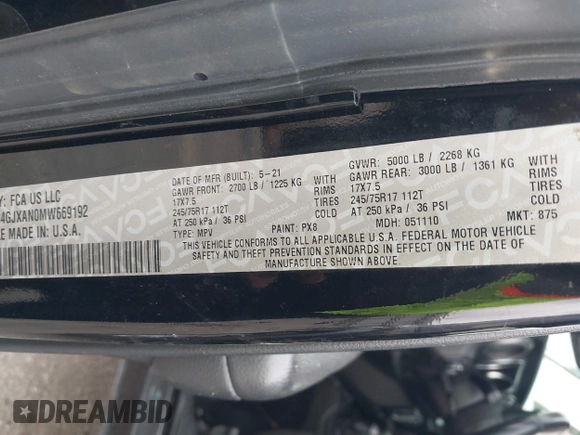 Y: FCA US LLC
4GJXAN0MW669192
E MADE IN: U.S.A.
DATE OF MFR (BUILT): 5-21
GAWR FRONT: 2700 LB / 1225 KG
17X7.5
245/75R17 112T
AT 250 kPa / 36 PSI
TYPE: MPV
PAINT: PX8
WITH
RIMS
TIRES
GVWR: 5000 LB / 2268 KG
GAWR REAR: 3000 LB / 1361 KG
17X7.5
245/75R17 112T
AT 250 kPa / 36 PSI
MDH: 051110
WITH
RIMS
TIRES
MKT: 875
THIS VEHICLE CONFORMS TO ALL APPLICABLE U.S.A. FEDERAL MOTOR VEHICLE
SAFETY AND THEFT PREVENTION STANDARDS IN EFFECT ON THE DATE OF
MANUFACTURE SHOWN ABOVE.
DREAMBID